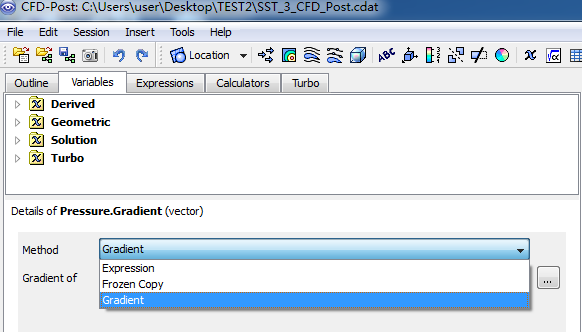 CFD-Post: C:\Users\user\Desktop\TEST2\SST_3_CFD_Post.cdat
File Edit Session Insert Tools Help
Location ABC
Outline Variables Expressions Calculators Turbo
Derived
Geometric
Solution
Turbo
Details of Pressure.Gradient (vector)
Method Gradient
Expression
Gradient of Frozen Copy ...
Gradient